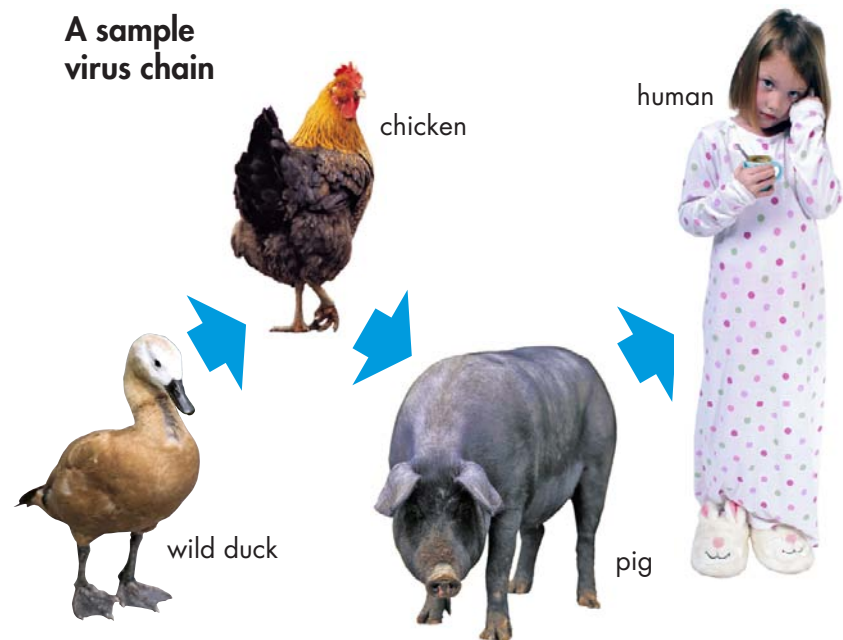 A sample
virus chain
chicken
human
wild duck
pig